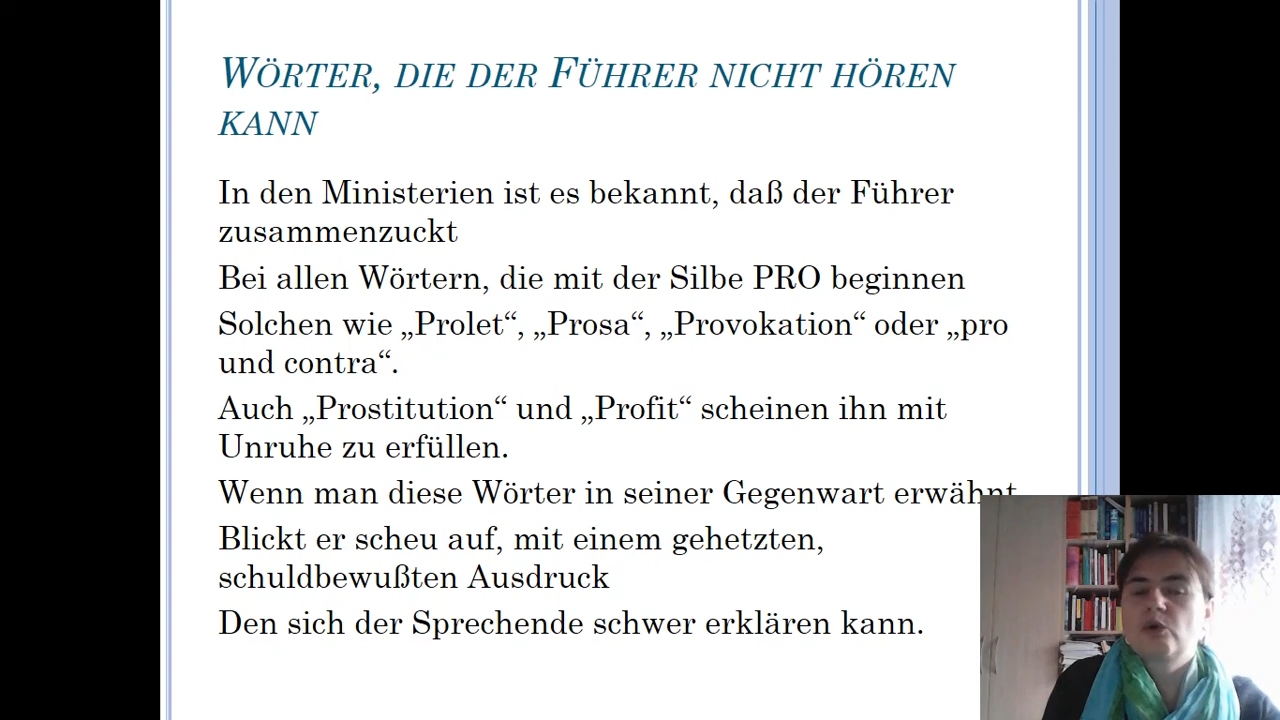 WÖRTER, DIE DER FÜHRER NICHT HÖREN
KANN
In den Ministerien ist es bekannt, daß der Führer
zusammenzuckt
Bei allen Wörtern, die mit der Silbe PRO beginnen
Solchen wie „Prolet“, „Prosa“, „Provokation“ oder „pro
und contra“.
Auch „Prostitution“ und „Profit“ scheinen ihn mit
Unruhe zu erfüllen.
Wenn man diese Wörter in seiner Gegenwart erwähnt
Blickt er scheu auf, mit einem gehetzten,
schuldbewußten Ausdruck
Den sich der Sprechende schwer erklären kann.